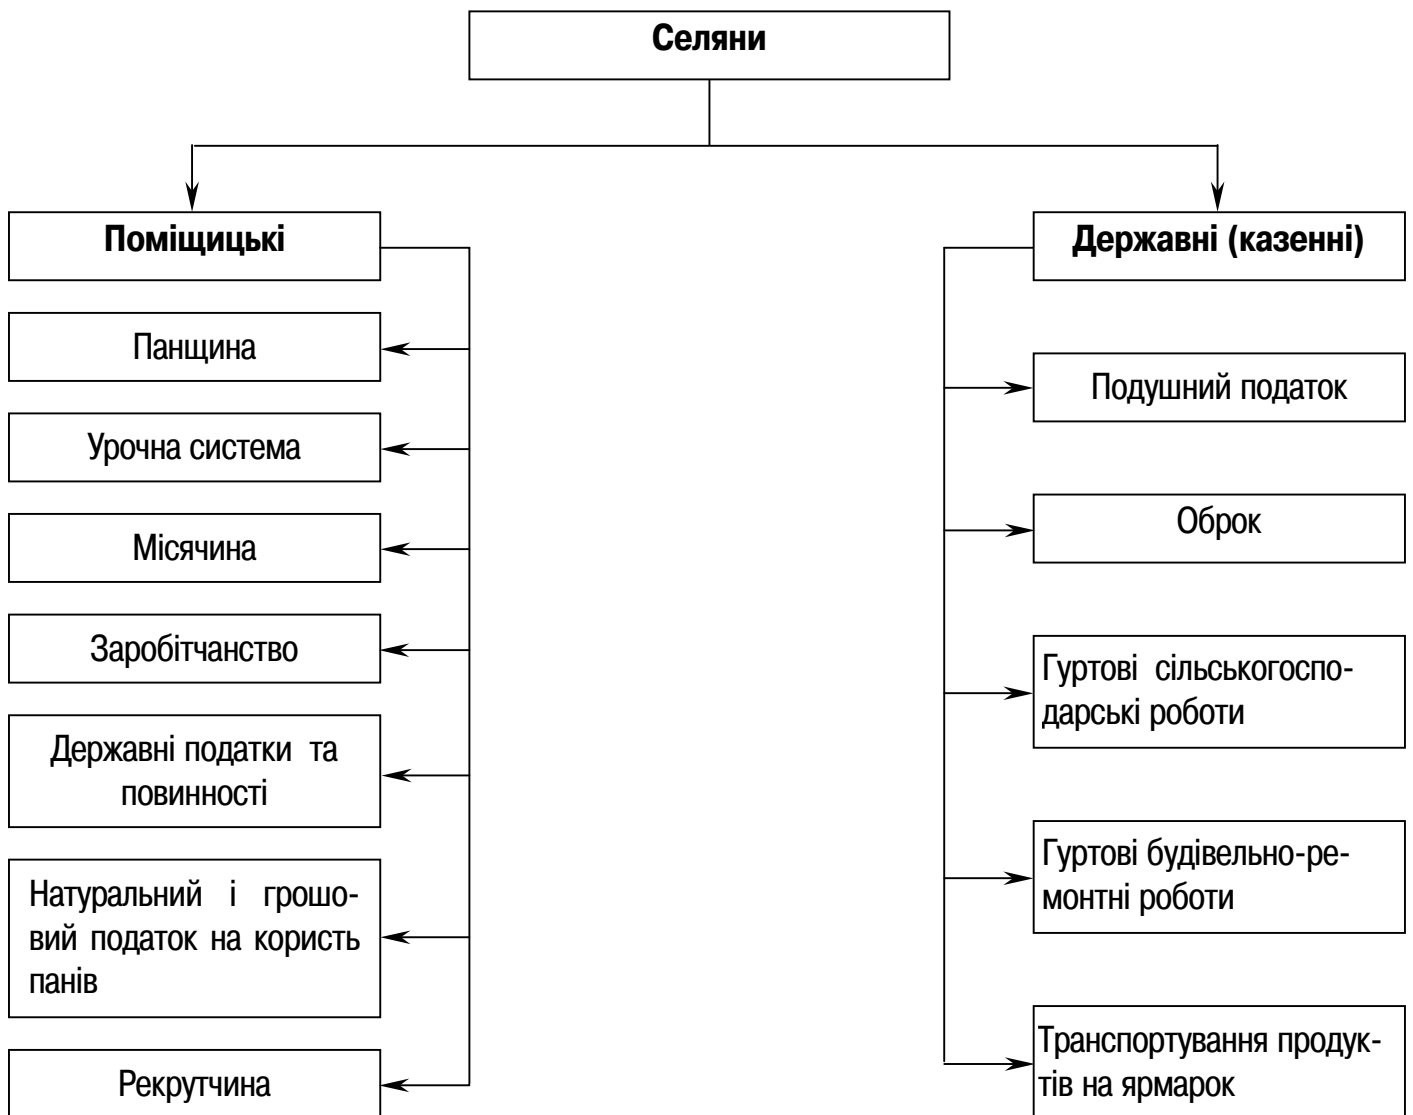 Селяни
Поміщицькі
Панщина
Урочна система
Місячина
Заробітчанство
Державні податки та
повинності
Натуральний і грошо-
вий податок на користь
панів
Рекрутчина
Державні (казенні)
Подушний податок
Оброк
Гуртові сільськогоспо-
дарські роботи
Гуртові будівельно-ре-
монтні роботи
Транспортування продук-
тів на ярмарок